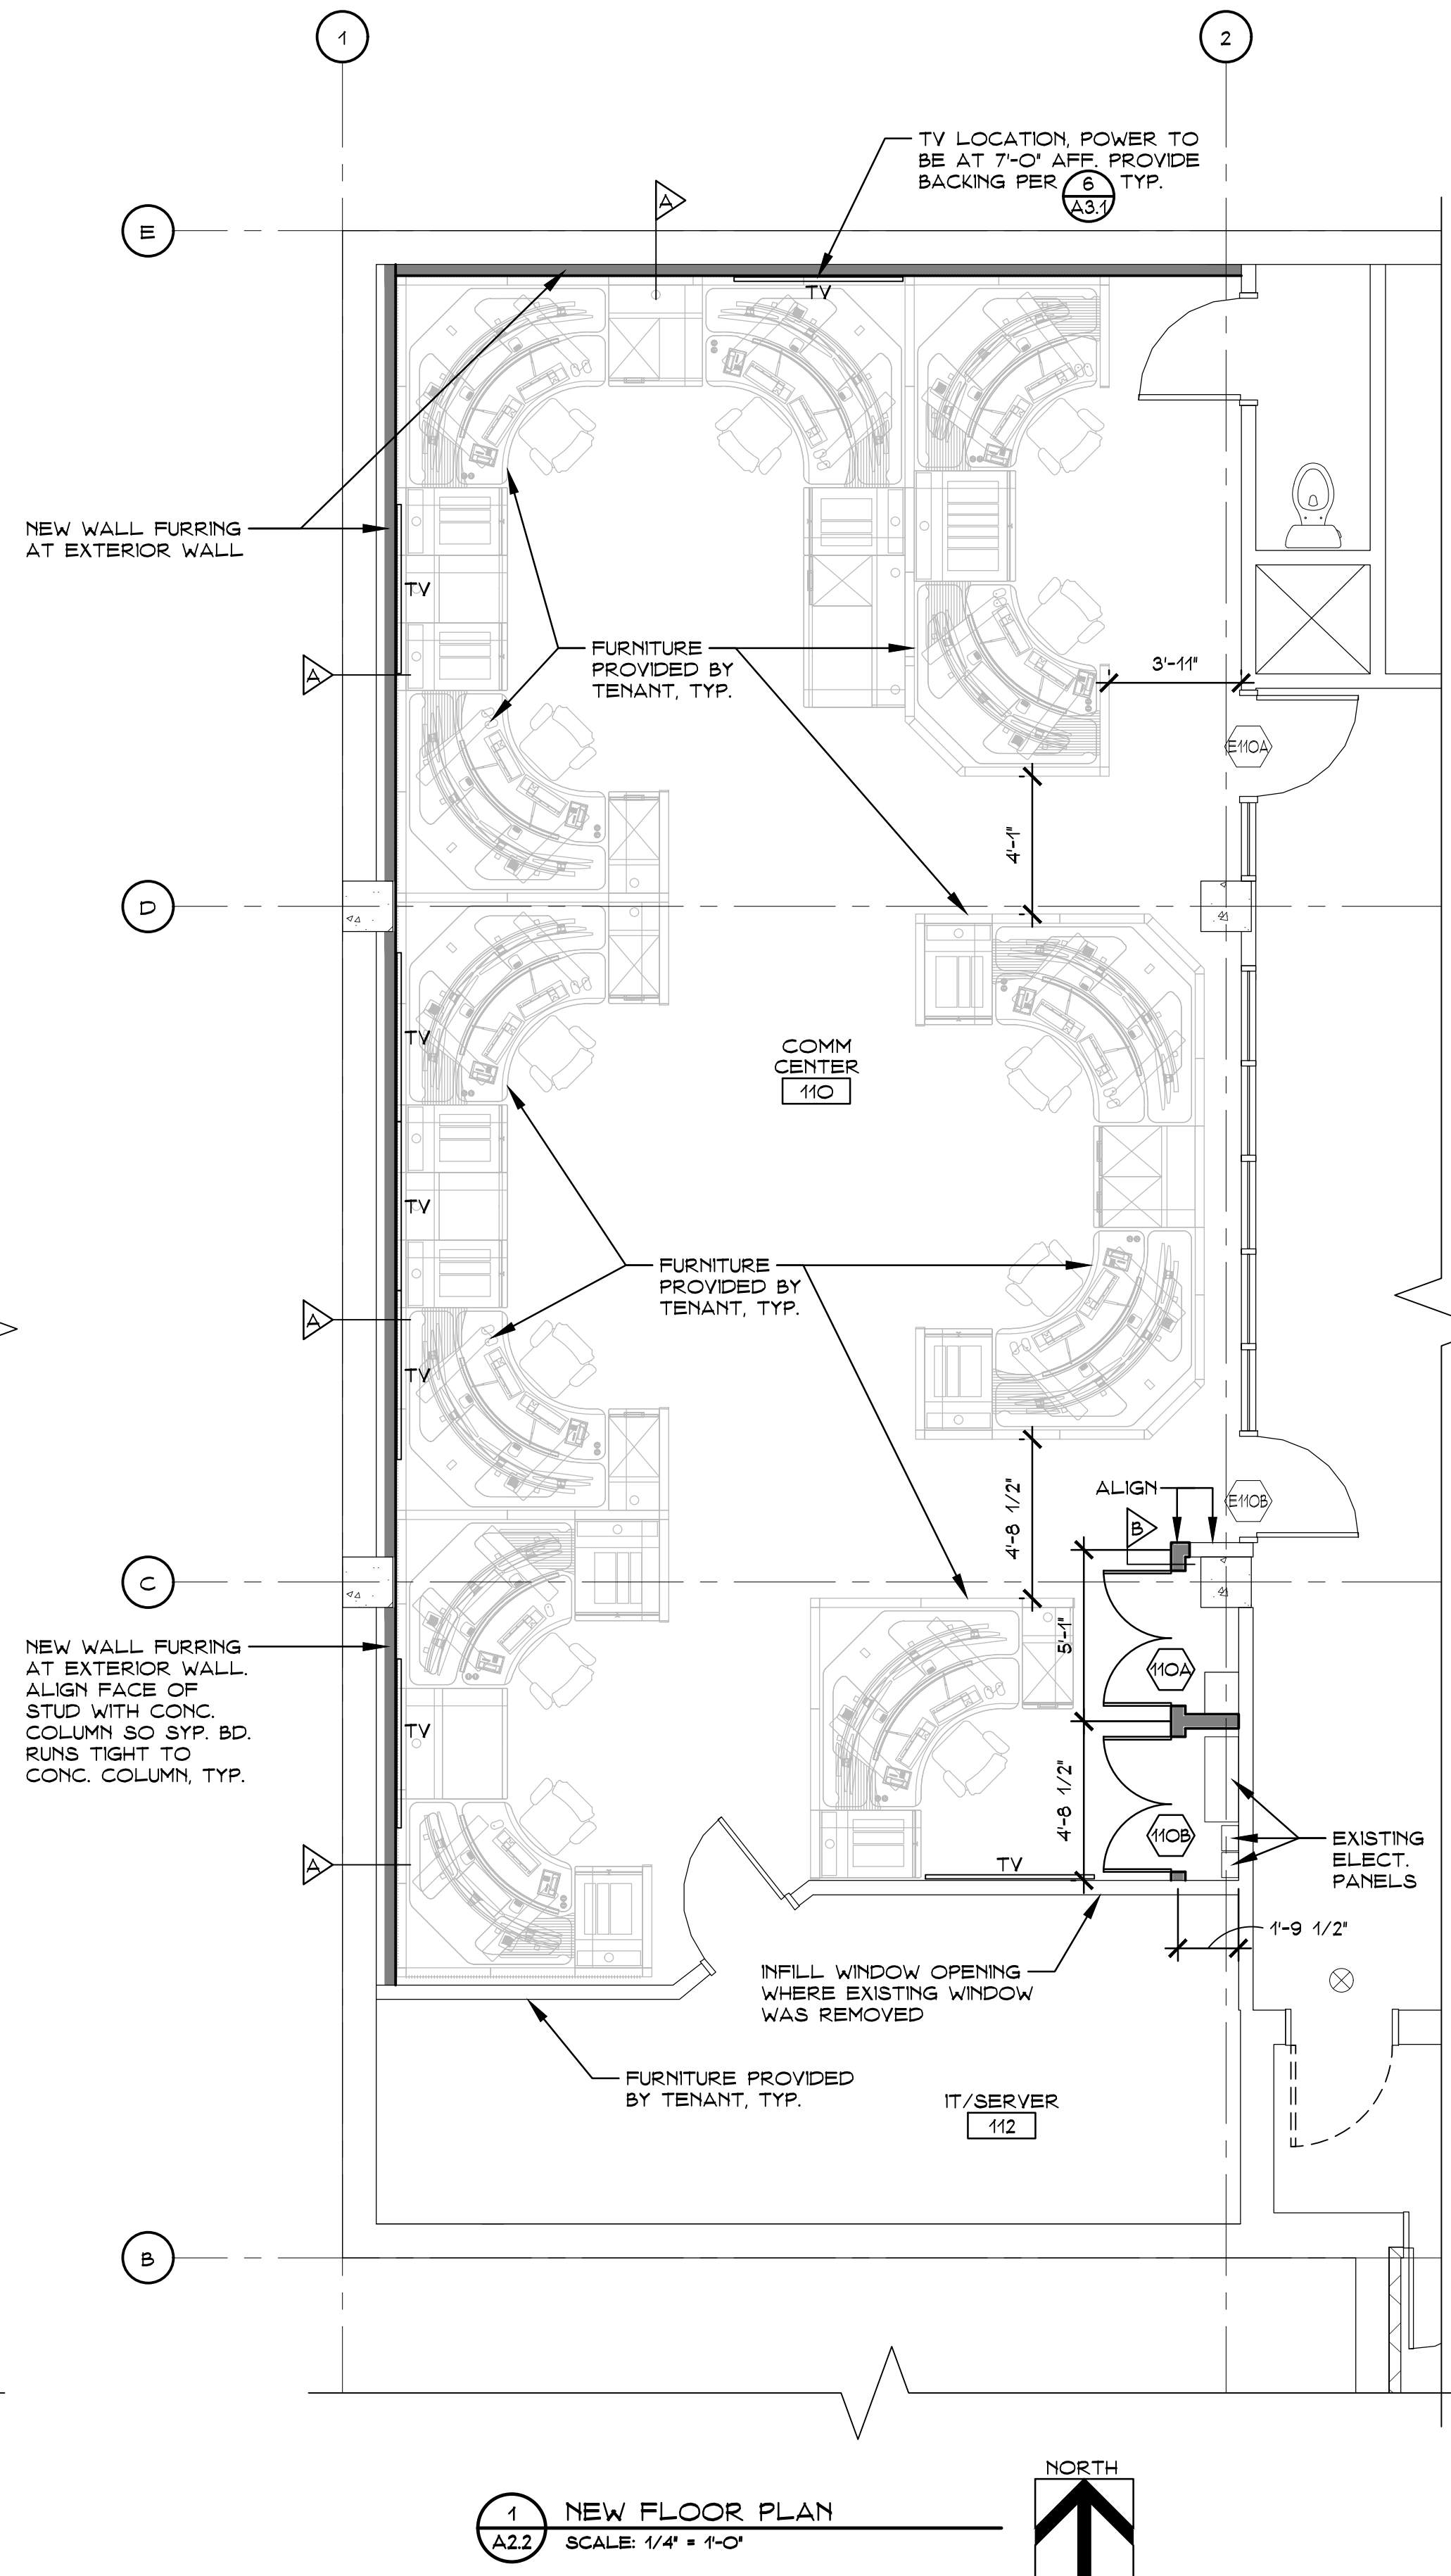 1
2
TV LOCATION, POWER TO
BE AT 7'-0" AFF. PROVIDE
BACKING PER 6 TYP.
A3.1
A
E
TV
NEW WALL FURRING
AT EXTERIOR WALL
TV
FURNITURE
PROVIDED BY
TENANT, TYP.
A
3'-11"
E110A
4'-1"
D
TV
COMM
CENTER
110
TV
FURNITURE
PROVIDED BY
TENANT, TYP.
A
TV
ALIGN
E110B
4'-8 1/2"
B
C
NEW WALL FURRING
AT EXTERIOR WALL.
ALIGN FACE OF
STUD WITH CONC.
COLUMN SO SYP. BD.
RUNS TIGHT TO
CONC. COLUMN, TYP.
5'-1"
110A
TV
4'-8 1/2"
110B
EXISTING
ELECT.
PANELS
A
TV
1'-9 1/2"
INFILL WINDOW OPENING
WHERE EXISTING WINDOW
WAS REMOVED
FURNITURE PROVIDED
BY TENANT, TYP.
IT/SERVER
112
B
NORTH
1
A2.2
NEW FLOOR PLAN
SCALE: 1/4" = 1'-0"